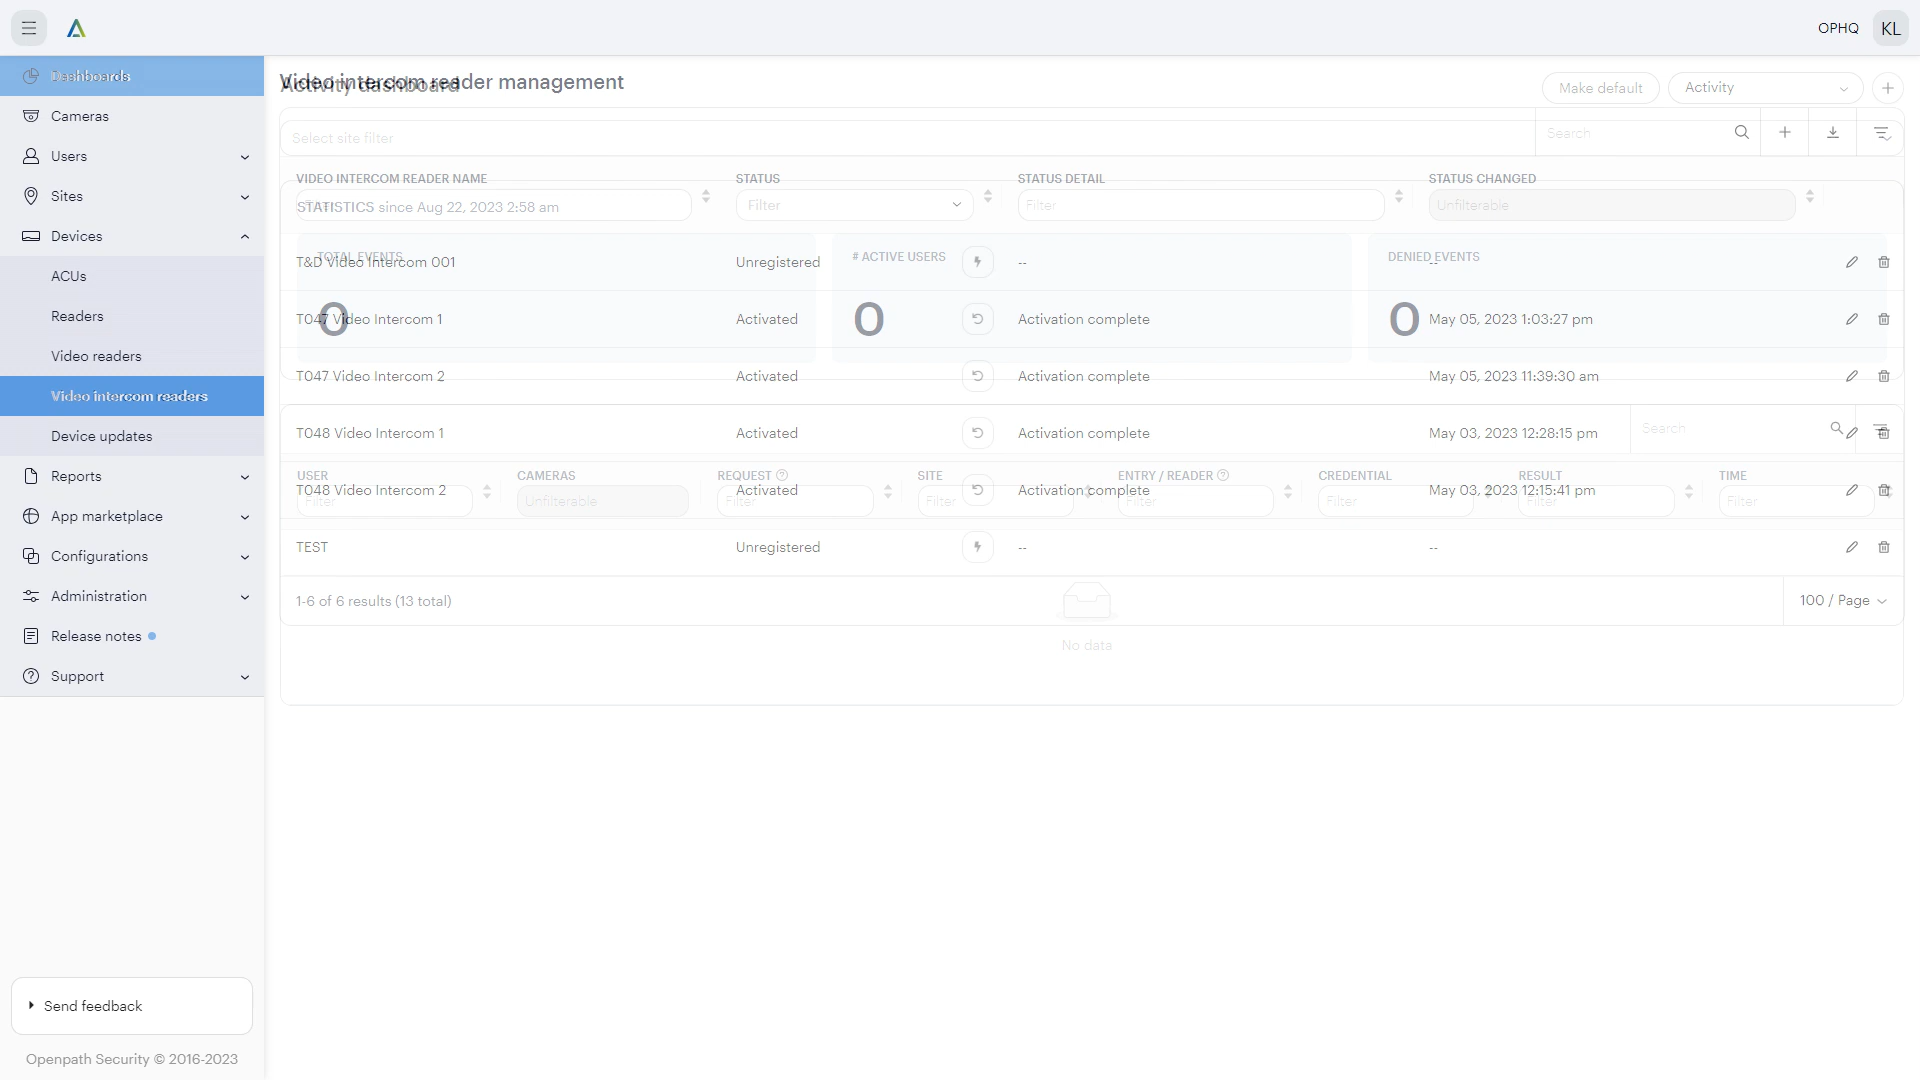 OPHQ KL
Dashboards
Cameras
Users
Sites
Devices
ACUs
Readers
Video readers
Video intercom readers
Device updates
Reports
App marketplace
Configurations
Administration
Release notes
Support
Send feedback
Openpath Security © 2016-2023
Video intercom reader management
Activity dashboard
Make default
Activity
Select site filter
Search
VIDEO INTERCOM READER NAME STATUS STATUS DETAIL STATUS CHANGED
Filter Filter Unfilterable
STATISTICS since Aug 22, 2023 2:58 am
TOTAL EVENTS # ACTIVE USERS DENIED EVENTS
0 0 0
T&D Video Intercom 001 Unregistered -- --
T047 Video Intercom 1 Activated Activation complete May 05, 2023 1:03:27 pm
T047 Video Intercom 2 Activated Activation complete May 05, 2023 11:39:30 am
T048 Video Intercom 1 Activated Activation complete May 03, 2023 12:28:15 pm
Search
USER CAMERAS REQUEST SITE ENTRY / READER CREDENTIAL RESULT TIME
Filter Unfilterable Filter Filter Filter Filter Filter Filter
T048 Video Intercom 2 Activated Activation complete May 03, 2023 12:15:41 pm
TEST Unregistered -- --
1-6 of 6 results (13 total)
100 / Page
No data